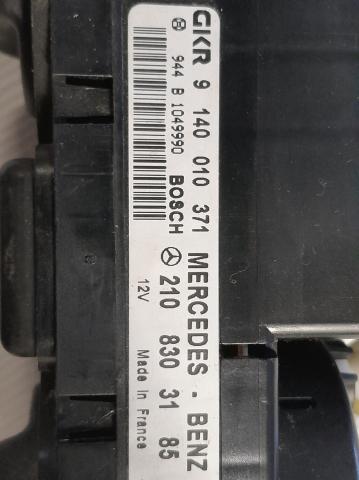 GKR 9 140 010 371 MERCEDES - BENZ
944 B 1049990 BOSCH 210 830 31 85
12V Made in France